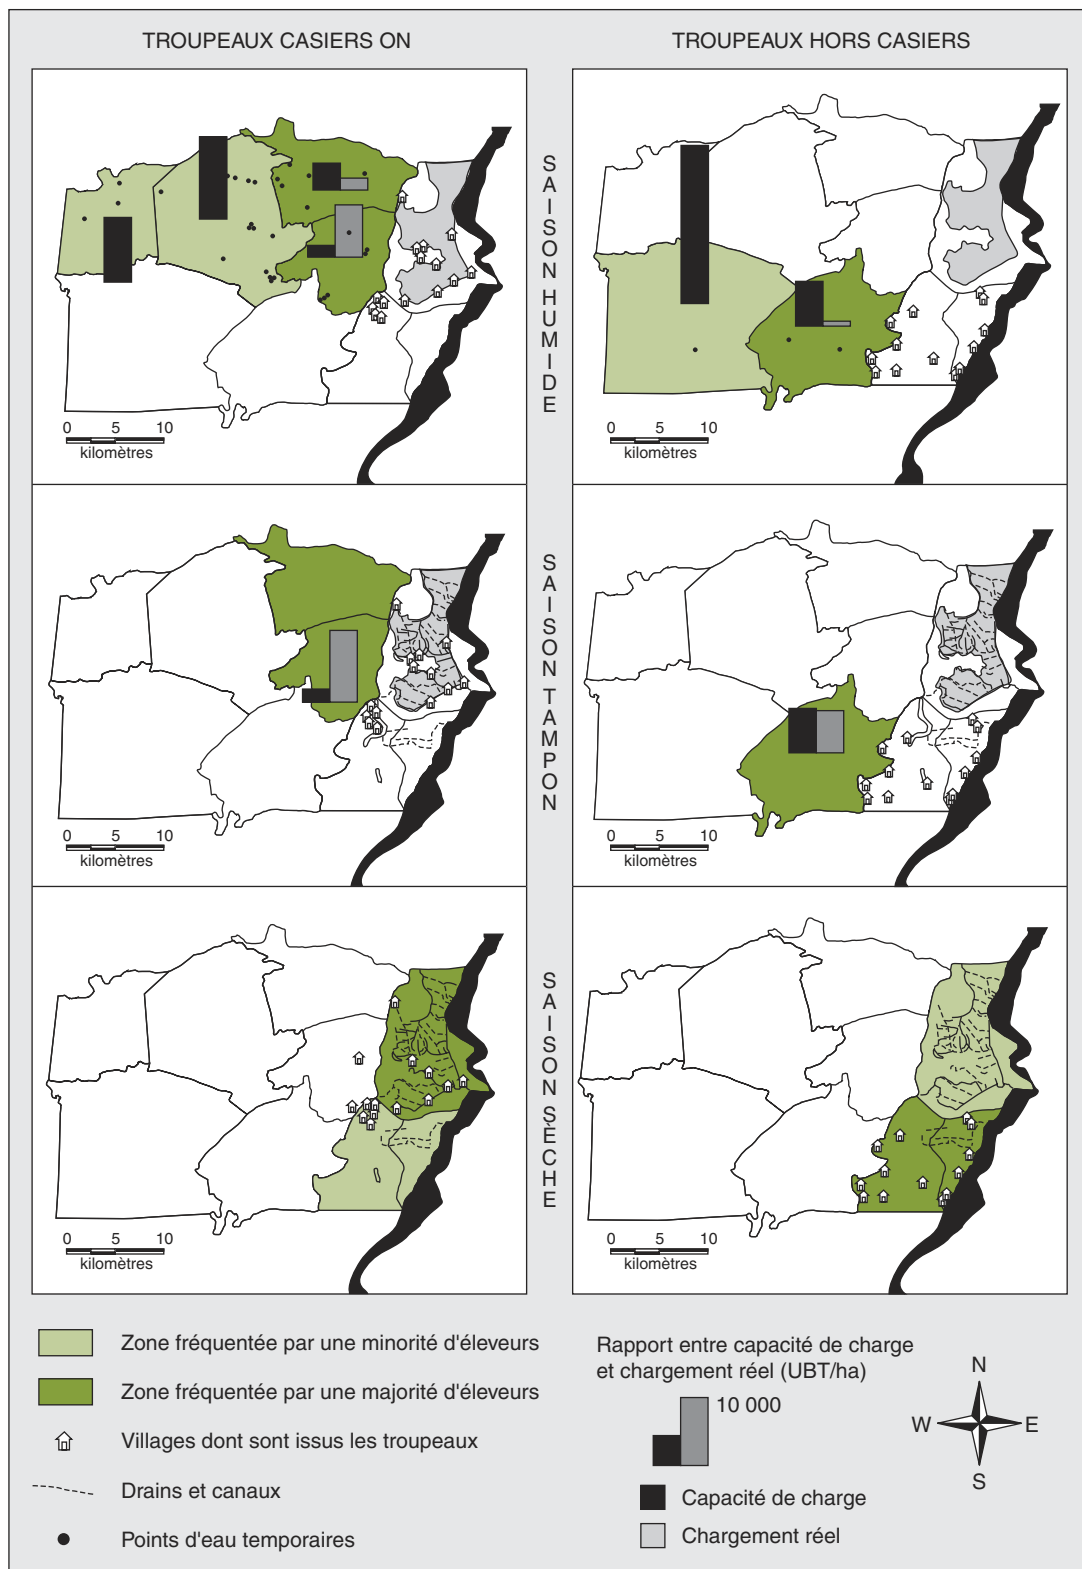 TROUPEAUX CASIERS ON
TROUPEAUX HORS CASIERS
SAISON HUMIDE
0 5 10
kilomètres
0 5 10
kilomètres
SAISON TAMPON
0 5 10
kilomètres
0 5 10
kilomètres
SAISON SÈCHE
0 5 10
kilomètres
0 5 10
kilomètres
Zone fréquentée par une minorité d'éleveurs
Zone fréquentée par une majorité d'éleveurs
Villages dont sont issus les troupeaux
Drains et canaux
Points d'eau temporaires
Rapport entre capacité de charge
et chargement réel (UBT/ha)
10 000
Capacité de charge
Chargement réel
N
W E
S